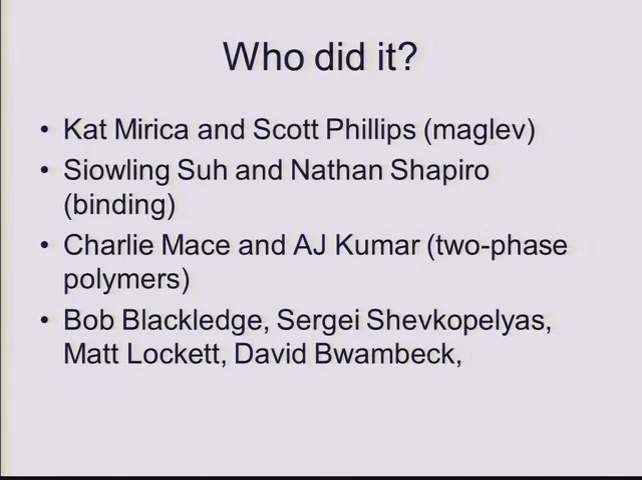 Who did it?
• Kat Mirica and Scott Phillips (maglev)
• Siowling Suh and Nathan Shapiro
(binding)
• Charlie Mace and AJ Kumar (two-phase
polymers)
• Bob Blackledge, Sergei Shevkopelyas,
Matt Lockett, David Bwambeck,